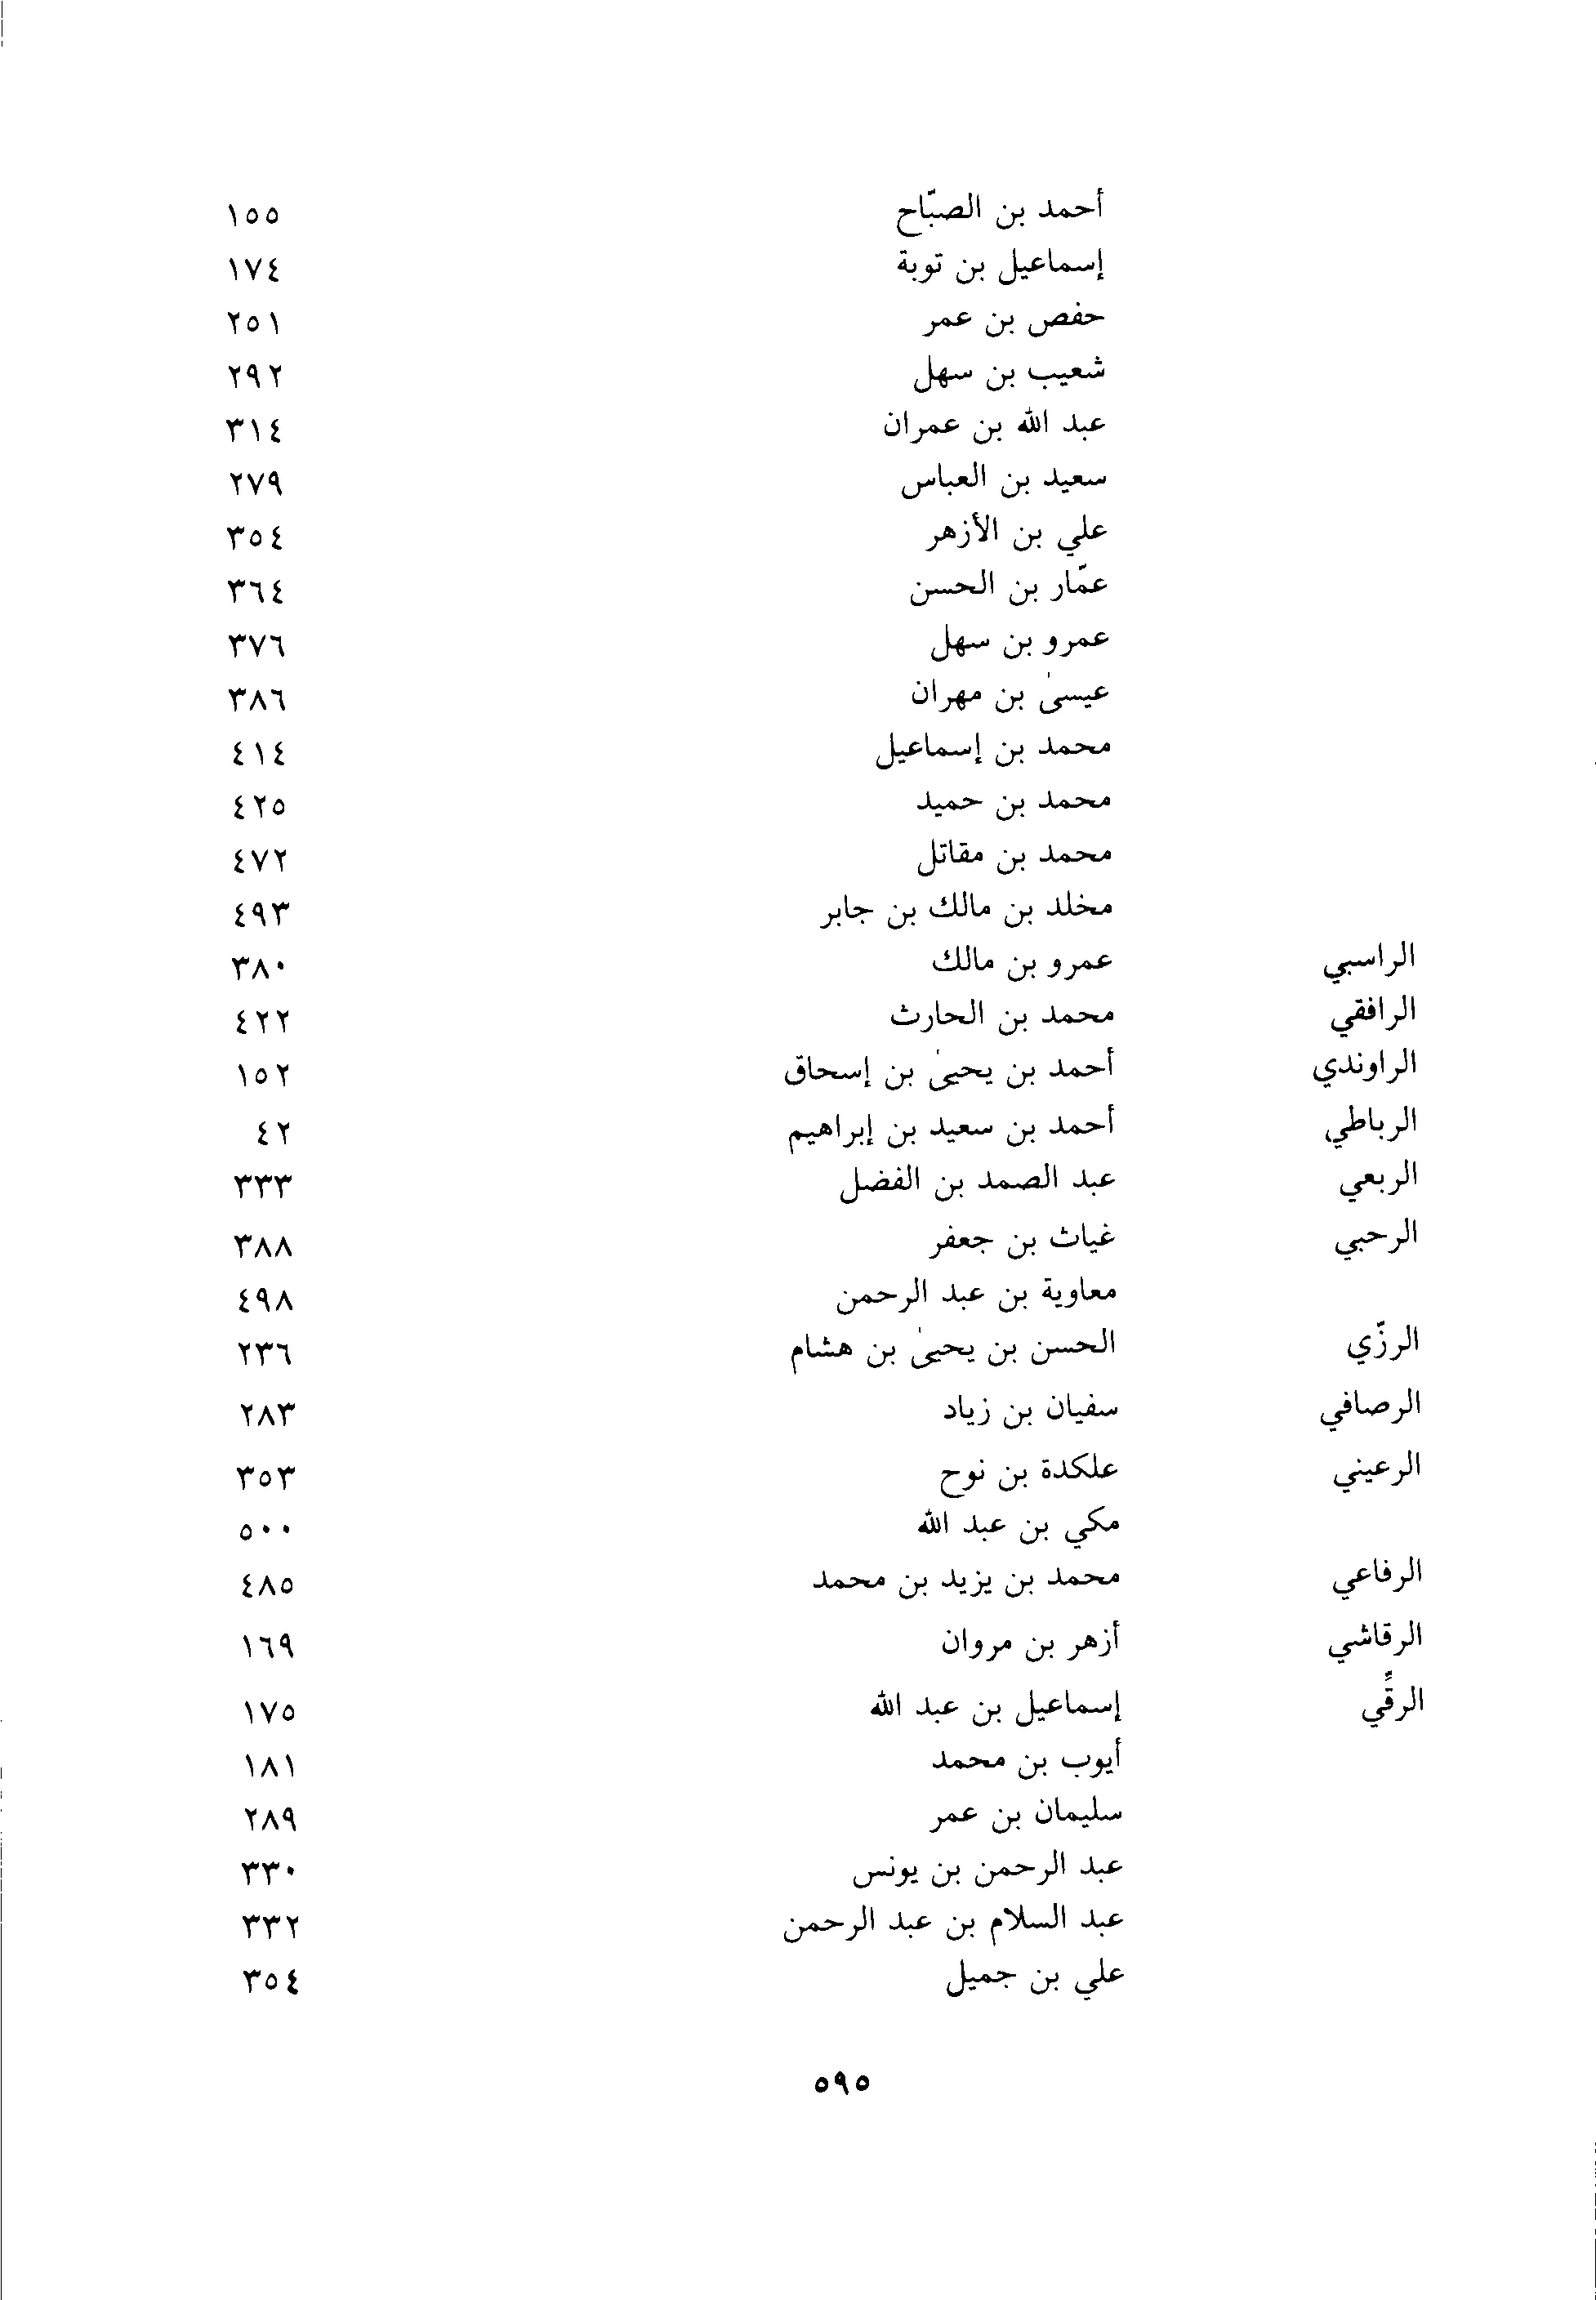 أحمد بن الصبّاح ١٥٥
إسماعيل بن توبة ١٧٤
حفص بن عمر ٢٥١
شعيب بن سهل ٢٩٢
عبد الله بن عمران ٣١٤
سعيد بن العباس ٢٧٩
علي بن الأزهر ٣٥٤
عمّار بن الحسن ٣٦٤
عمرو بن سهل ٣٧٦
عيسىٰ بن مهران ٣٨٦
محمد بن إسماعيل ٤١٤
محمد بن حميد ٤٢٥
محمد بن مقاتل ٤٧٢
مخلد بن مالك بن جابر ٤٩٣
الراسبي عمرو بن مالك ٣٨٠
الرافقي محمد بن الحارث ٤٢٢
الراوندي أحمد بن يحيىٰ بن إسحاق ١٥٢
الرباطي أحمد بن سعيد بن إبراهيم ٤٢
الربعي عبد الصمد بن الفضل ٣٣٣
الرحبي غياث بن جعفر ٣٨٨
معاوية بن عبد الرحمن ٤٩٨
الرزّي الحسن بن يحيىٰ بن هشام ٢٣٦
الرصافي سفيان بن زياد ٢٨٣
الرعيني علكدة بن نوح ٣٥٣
مكي بن عبد الله ٥٠٠
الرفاعي محمد بن يزيد بن محمد ٤٨٥
الرقاشي أزهر بن مروان ١٦٩
الرقِّي إسماعيل بن عبد الله ١٧٥
أيوب بن محمد ١٨١
سليمان بن عمر ٢٨٩
عبد الرحمن بن يونس ٣٣٠
عبد السلام بن عبد الرحمن ٣٣٢
علي بن جميل ٣٥٤
٥٩٥